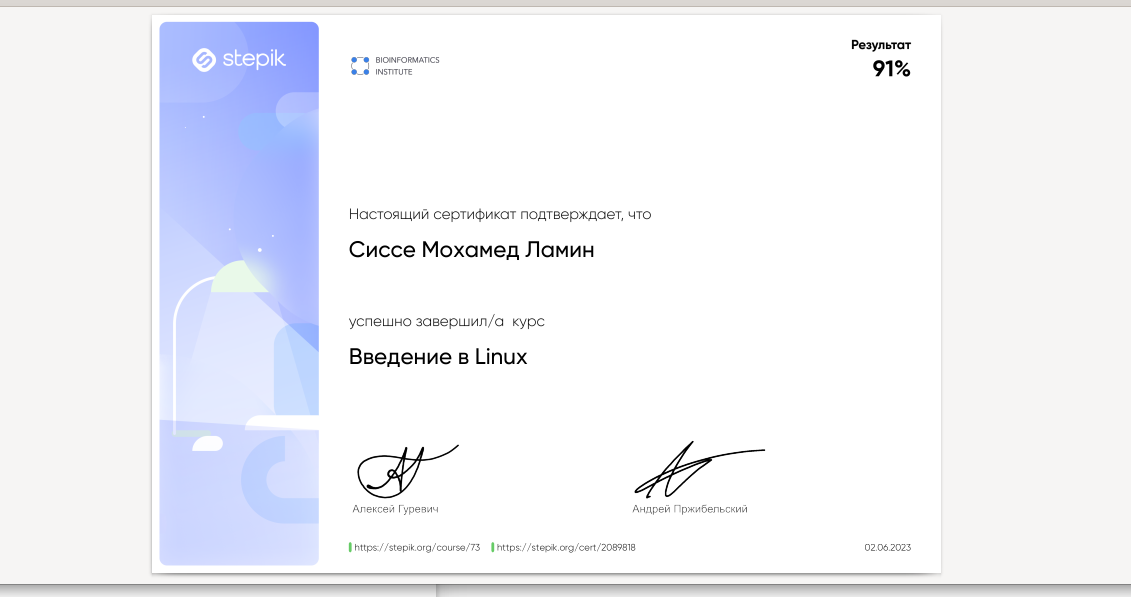 stepik
BIOINFORMATICS
INSTITUTE
Результат
91%
Настоящий сертификат подтверждает, что
Сиссе Мохамед Ламин
успешно завершил/а курс
Введение в Linux
Алексей Гуревич
Андрей Пржибельский
https://stepik.org/course/73
https://stepik.org/cert/2089818
02.06.2023